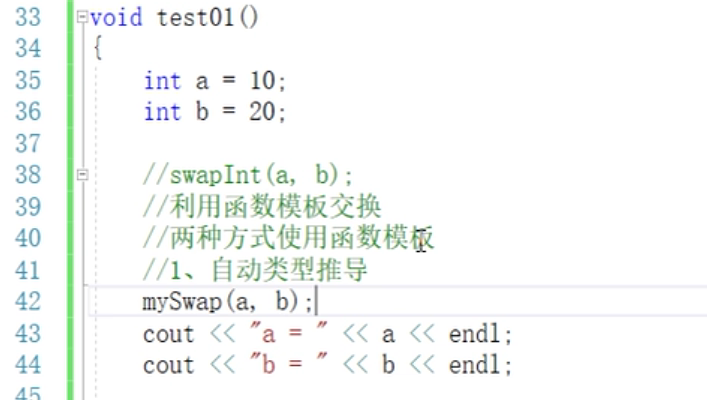 33 void test01()
34 {
35 int a = 10;
36 int b = 20;
37
38 //swapInt(a, b);
39 //利用函数模板交换
40 //两种方式使用函数模板
41 //1、自动类型推导
42 mySwap(a, b);
43 cout << "a = " << a << endl;
44 cout << "b = " << b << endl;
45